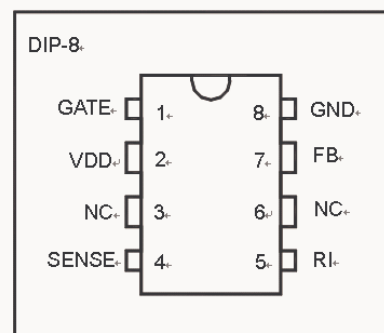 DIP-8
GATE 1 8 GND
VDD 2 7 FB
NC 3 6 NC
SENSE 4 5 RI